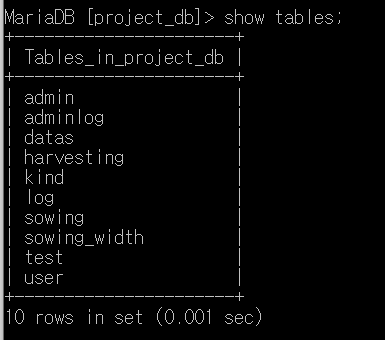 MariaDB [project_db]> show tables;
+----------------------+
| Tables_in_project_db |
+----------------------+
| admin                |
| adminlog             |
| datas                |
| harvesting           |
| kind                 |
| log                  |
| sowing               |
| sowing_width         |
| test                 |
| user                 |
+----------------------+
10 rows in set (0.001 sec)